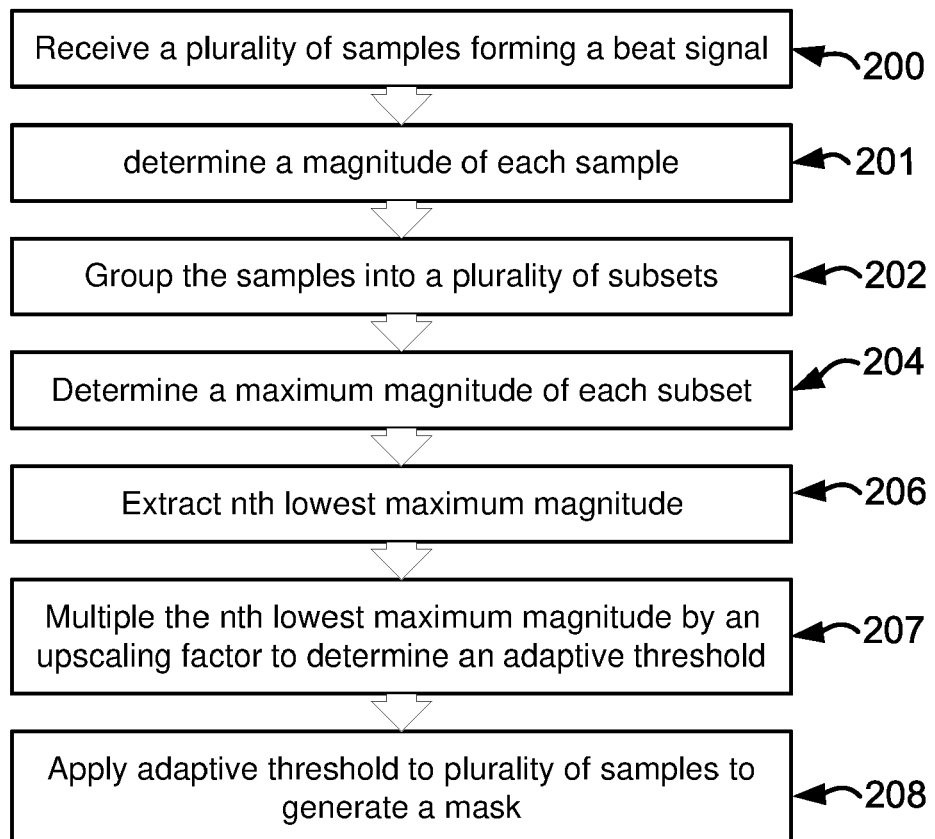 Receive a plurality of samples forming a beat signal
200
determine a magnitude of each sample
201
Group the samples into a plurality of subsets
202
Determine a maximum magnitude of each subset
204
Extract nth lowest maximum magnitude
206
Multiple the nth lowest maximum magnitude by an
upscaling factor to determine an adaptive threshold
207
Apply adaptive threshold to plurality of samples to
generate a mask
208